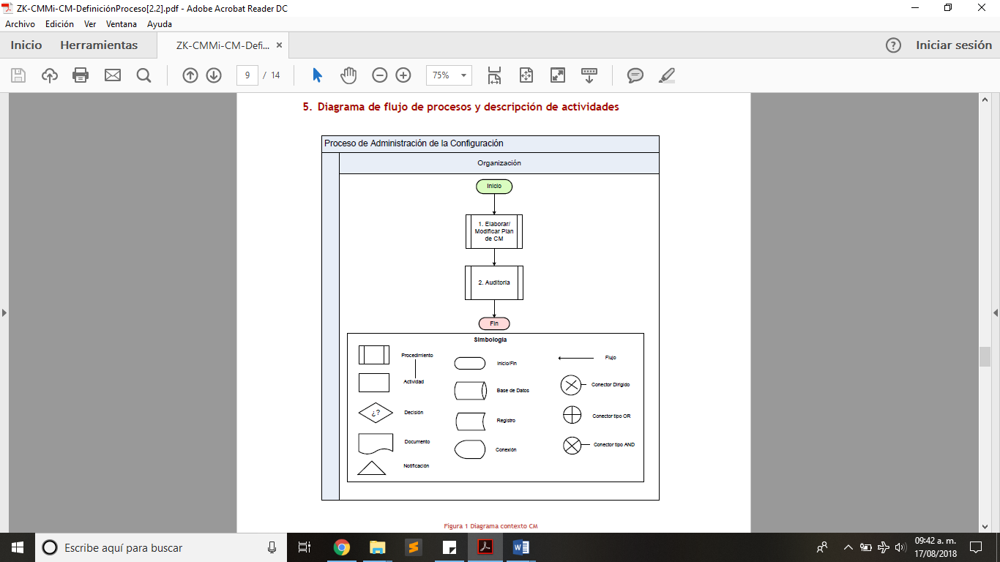 ZK-CMMi-CM-DefiniciónProceso[2.2].pdf - Adobe Acrobat Reader DC
Archivo Edición Ver Ventana Ayuda
Inicio Herramientas ZK-CMMi-CM-Defi... × ? Iniciar sesión
9 / 14 75%
5. Diagrama de flujo de procesos y descripción de actividades
Proceso de Administración de la Configuración
Organización
Inicio
1. Elaborar/
Modificar Plan
de CM
2. Auditoría
Fin
Simbología
Procedimiento
Inicio/Fin
Flujo
Actividad
Base de Datos
Conector Dirigido
¿? Decisión
Registro
Conector tipo OR
Documento
Conexión
Conector tipo AND
Notificación
Figura 1 Diagrama contexto CM
Escribe aquí para buscar
09:42 a. m.
17/08/2018